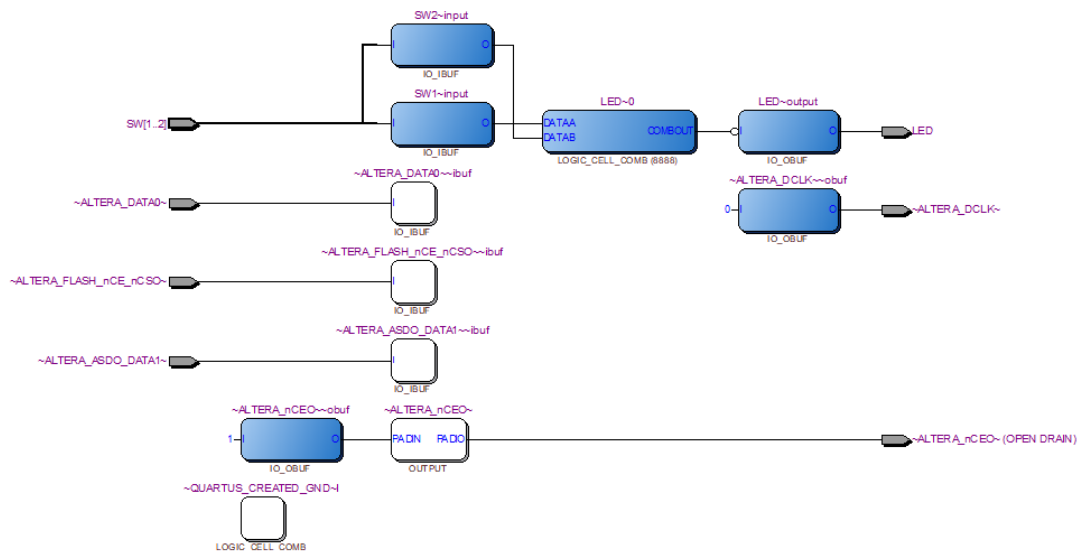 SW2~input
I O
IO_IBUF
SW1~input
SW[1..2]
I O
IO_IBUF
LED~0
DATAA
DATAB
COMBOUT
LOGIC_CELL_COMB (8888)
LED~output
I O
IO_OBUF
LED
~ALTERA_DATA0~~ibuf
~ALTERA_DATA0~
I
IO_IBUF
~ALTERA_DCLK~~obuf
0 I O
IO_OBUF
~ALTERA_DCLK~
~ALTERA_FLASH_nCE_nCSO~~ibuf
~ALTERA_FLASH_nCE_nCSO~
I
IO_IBUF
~ALTERA_ASDO_DATA1~~ibuf
~ALTERA_ASDO_DATA1~
I
IO_IBUF
~ALTERA_nCEO~~obuf
1 I O
IO_OBUF
~ALTERA_nCEO~
PADIN PADIO
OUTPUT
~ALTERA_nCEO~ (OPEN DRAIN)
~QUARTUS_CREATED_GND~I
LOGIC_CELL_COMB